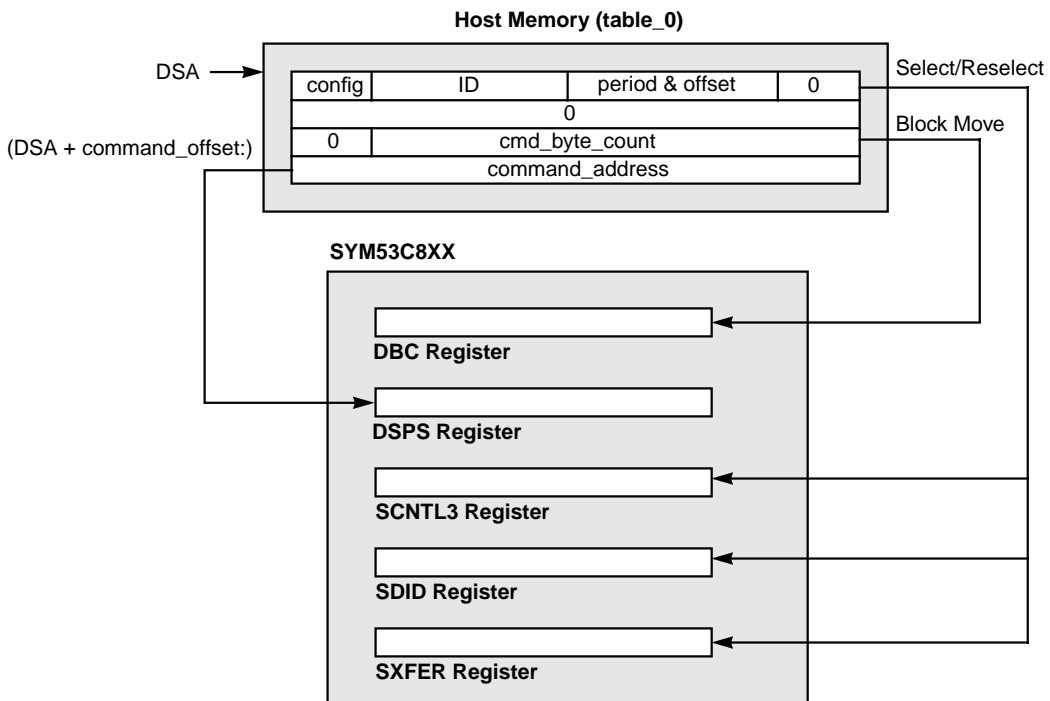 Host Memory (table_0)
DSA
config ID period & offset 0
Select/Reselect
0
Block Move
(DSA + command_offset:)
0 cmd_byte_count
command_address
SYM53C8XX
DBC Register
DSPS Register
SCNTL3 Register
SDID Register
SXFER Register